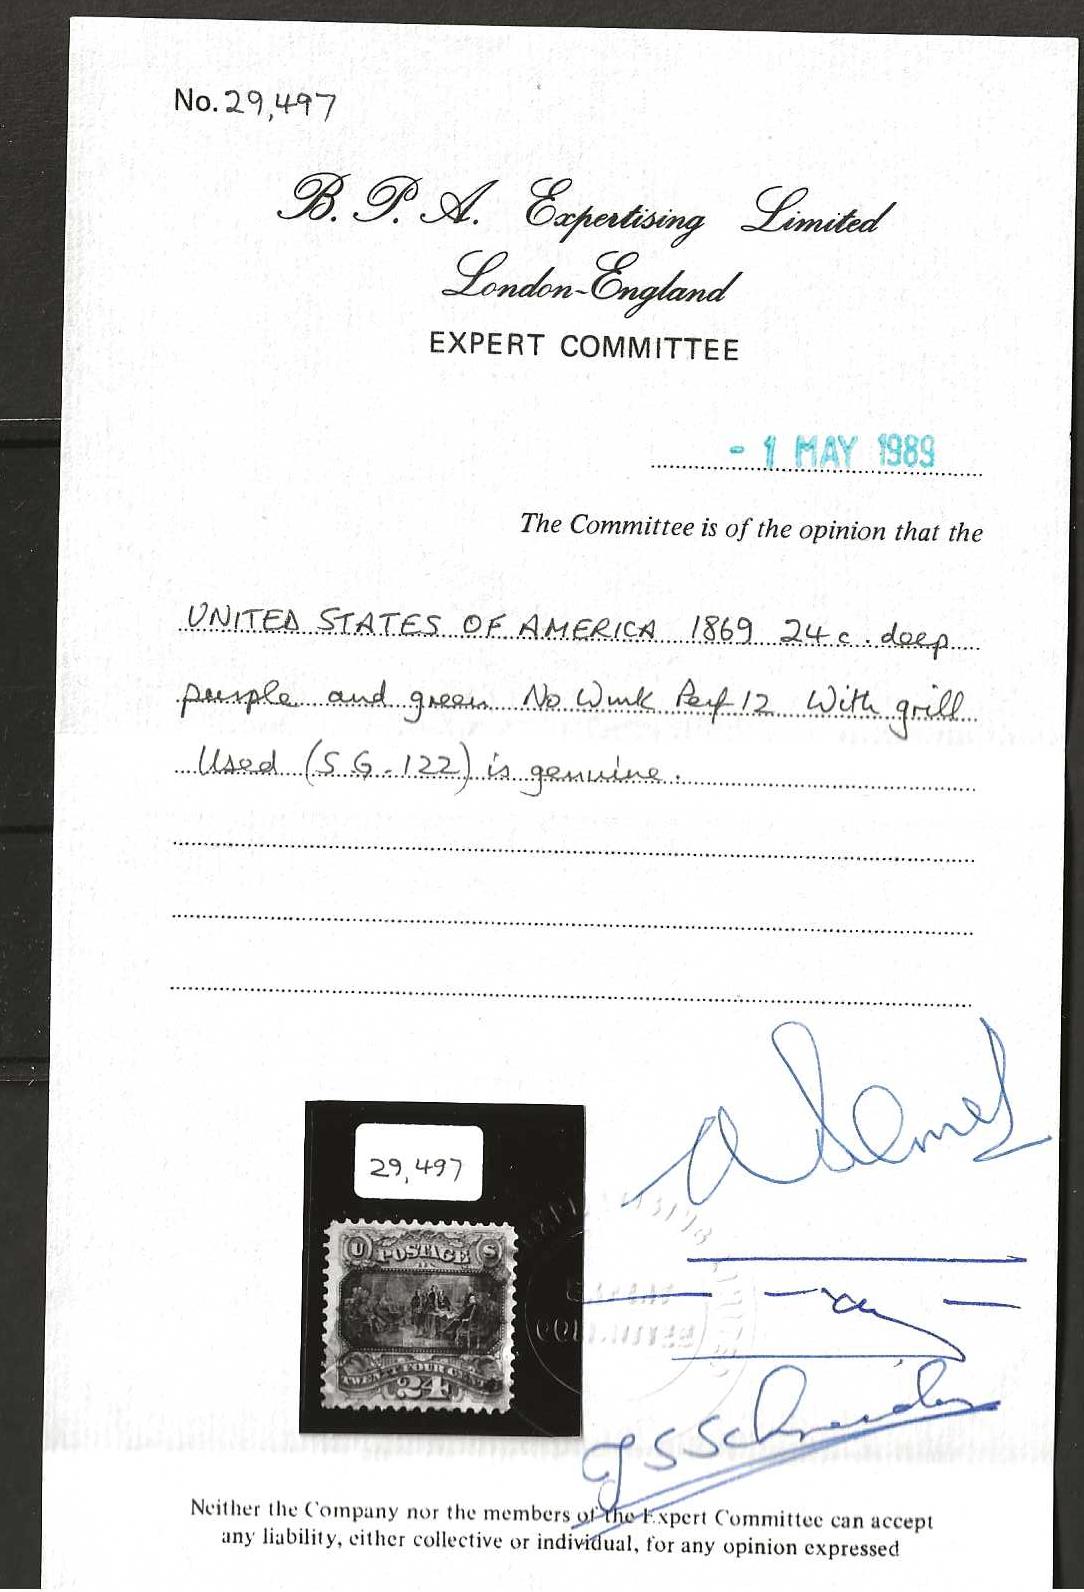 No. 29,497
B. P. A. Expertising Limited
London-England
EXPERT COMMITTEE
- 1 MAY 1989
The Committee is of the opinion that the
UNITED STATES OF AMERICA 1869 24c. deep
purple and green No Wmk Perf 12 With grill
Used (S.G. 122) is genuine.
29,497
U POSTAGE S
TWENTY FOUR CENTS
24
Neither the Company nor the members of the Expert Committee can accept
any liability, either collective or individual, for any opinion expressed